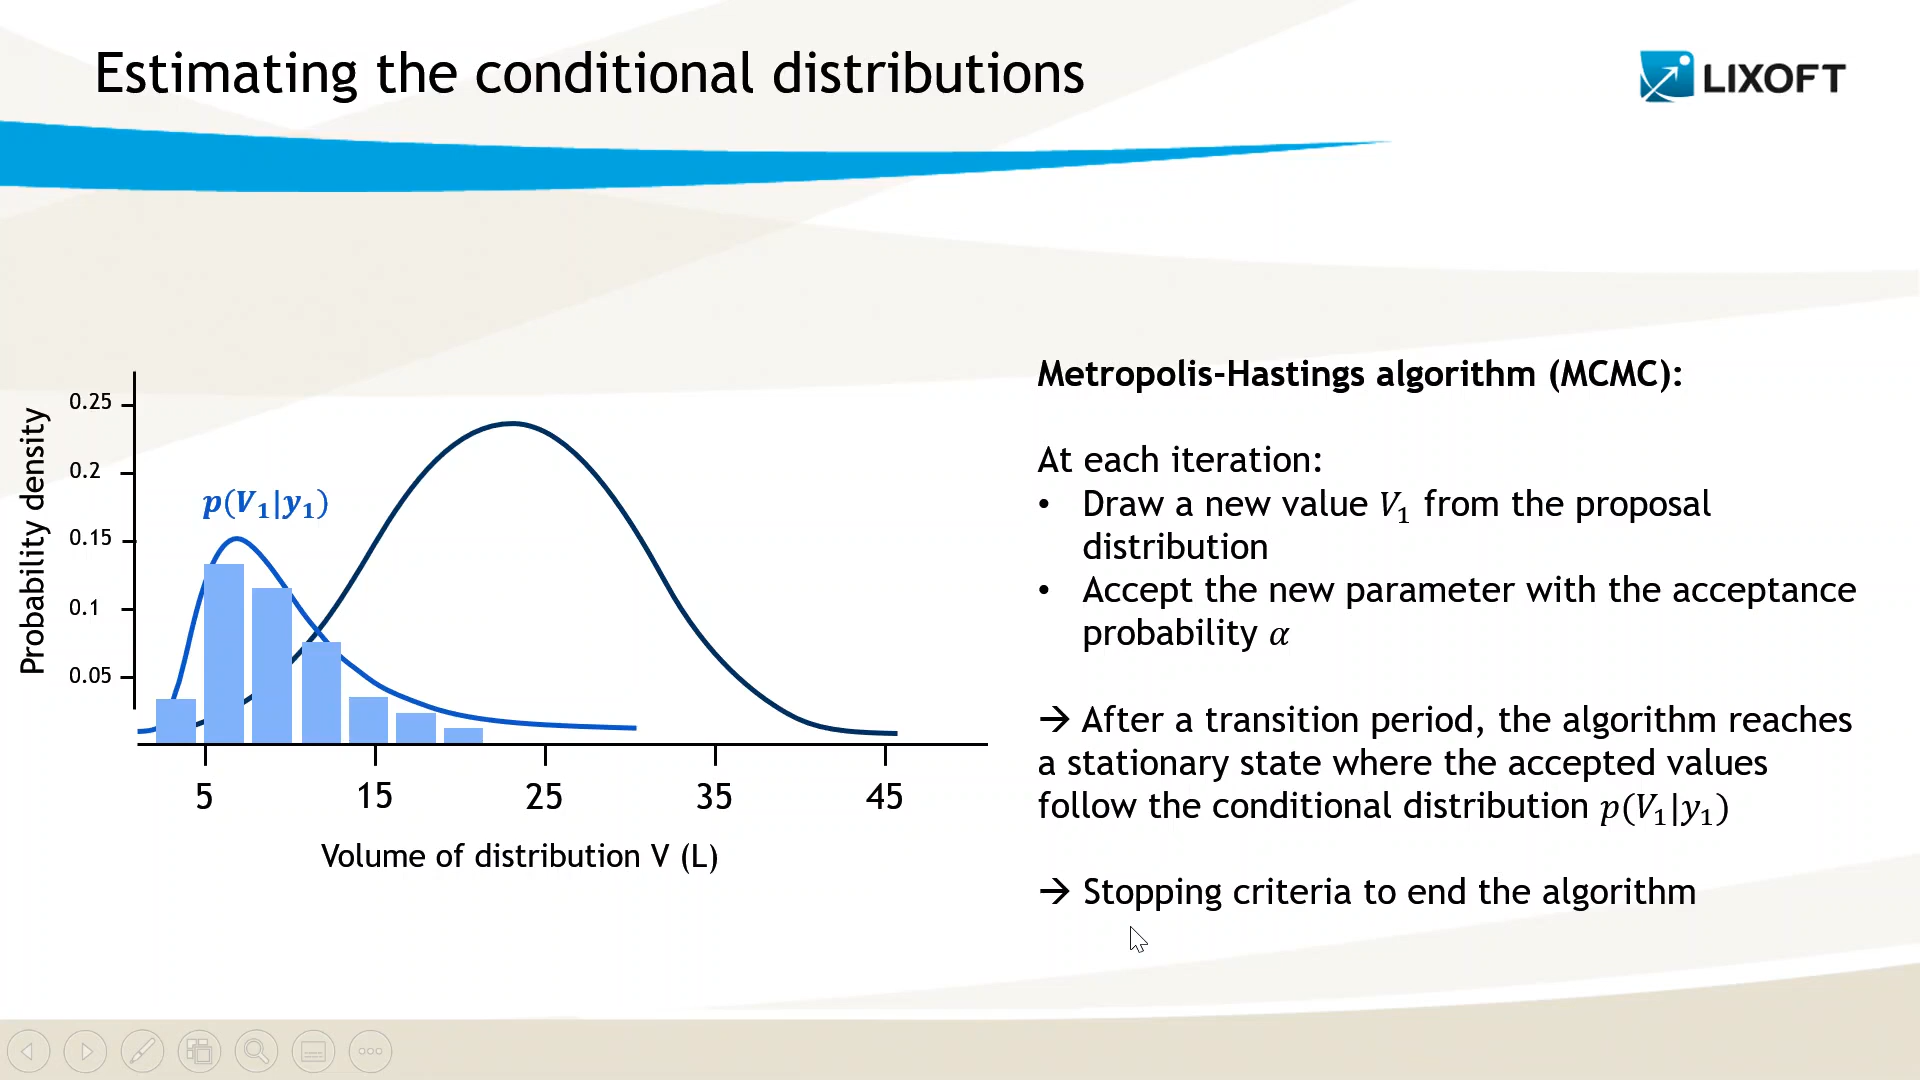 Estimating the conditional distributions
LIXOFT
Probability density
0.25
0.2
0.15
0.1
0.05
p(V₁|y₁)
5 15 25 35 45
Volume of distribution V (L)
Metropolis-Hastings algorithm (MCMC):
At each iteration:
• Draw a new value V₁ from the proposal
distribution
• Accept the new parameter with the acceptance
probability α
→ After a transition period, the algorithm reaches
a stationary state where the accepted values
follow the conditional distribution p(V₁|y₁)
→ Stopping criteria to end the algorithm